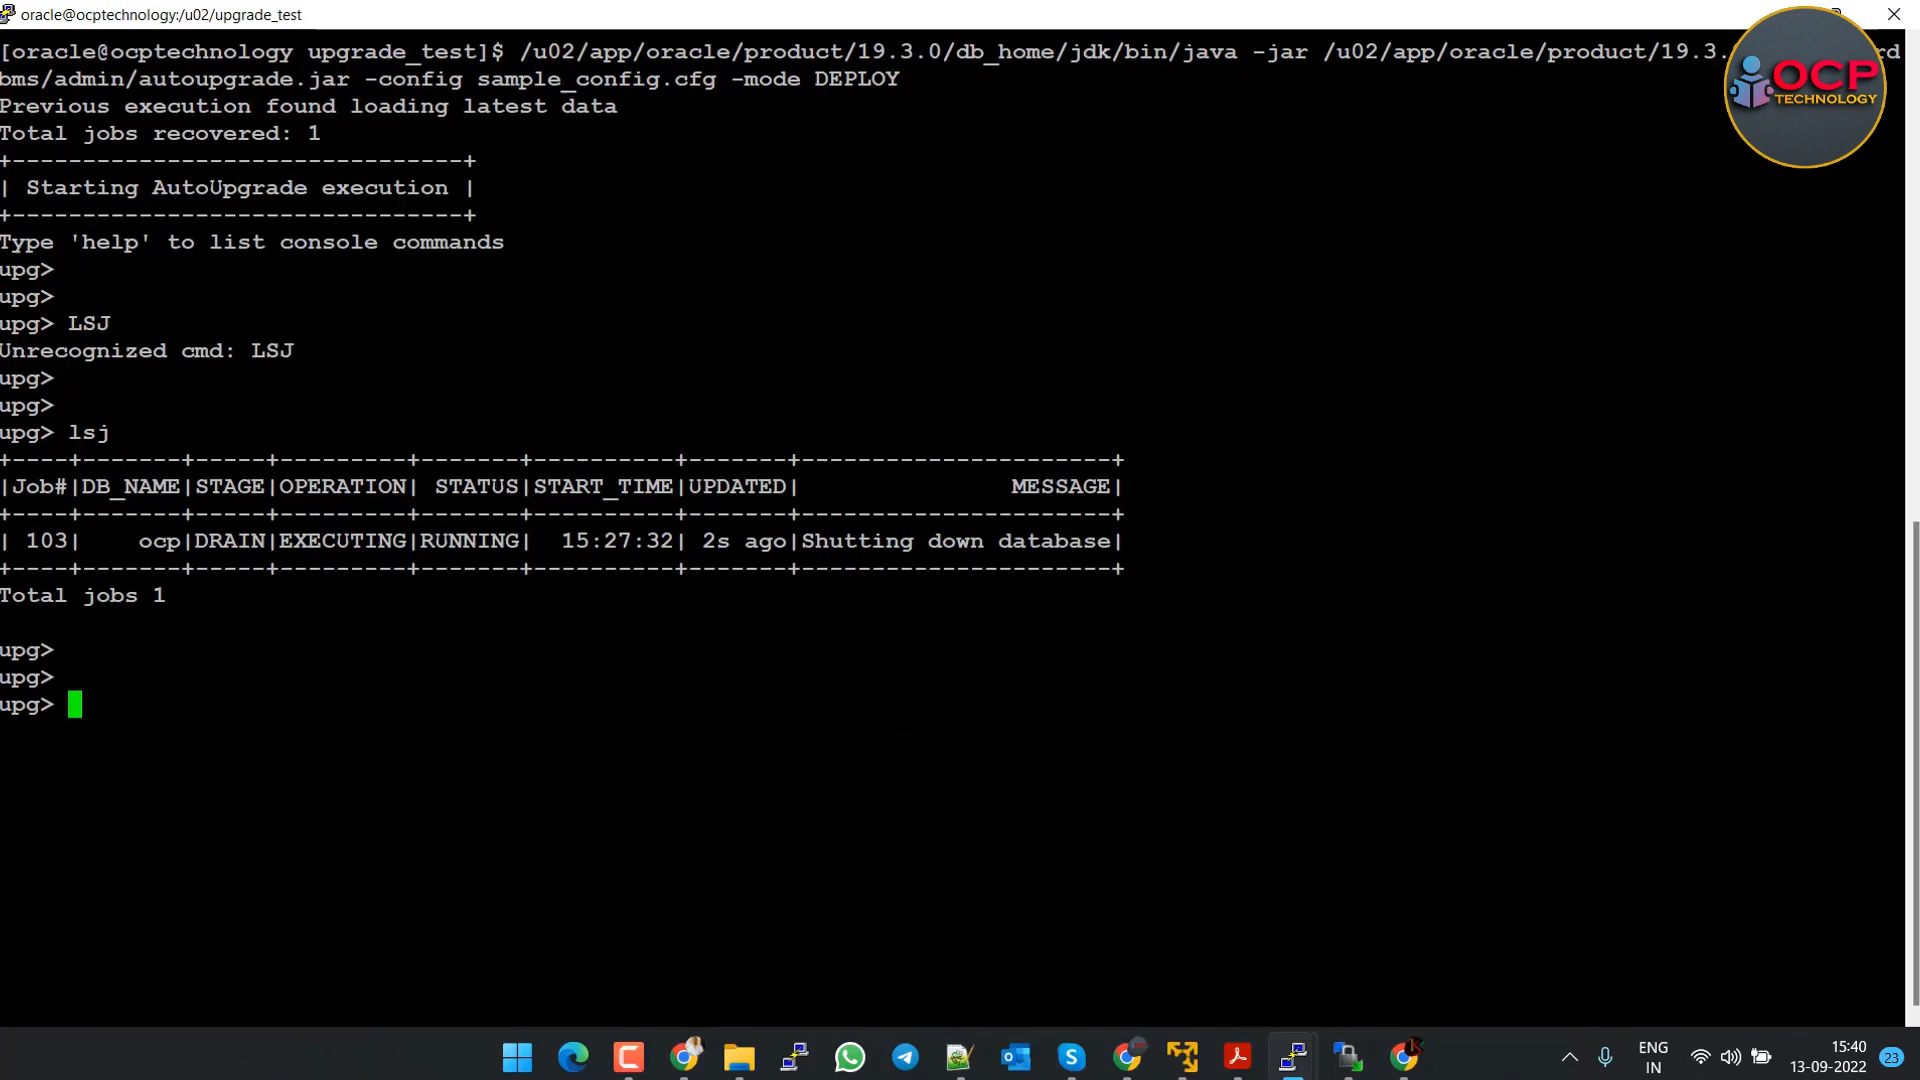 oracle@ocptechnology:/u02/upgrade_test
[oracle@ocptechnology upgrade_test]$ /u02/app/oracle/product/19.3.0/db_home/jdk/bin/java -jar /u02/app/oracle/product/19.3. rd
bms/admin/autoupgrade.jar -config sample_config.cfg -mode DEPLOY
OCP
TECHNOLOGY
Previous execution found loading latest data
Total jobs recovered: 1
+--------------------------------+
| Starting AutoUpgrade execution |
+--------------------------------+
Type 'help' to list console commands
upg>
upg>
upg> LSJ
Unrecognized cmd: LSJ
upg>
upg>
upg> lsj
+----+-------+-----+---------+-------+----------+-------+----------------------+
|Job#|DB_NAME|STAGE|OPERATION| STATUS|START_TIME|UPDATED|               MESSAGE|
+----+-------+-----+---------+-------+----------+-------+----------------------+
| 103|    ocp|DRAIN|EXECUTING|RUNNING|  15:27:32| 2s ago|Shutting down database|
+----+-------+-----+---------+-------+----------+-------+----------------------+
Total jobs 1
upg>
upg>
upg>
ENG
IN
15:40
13-09-2022
23